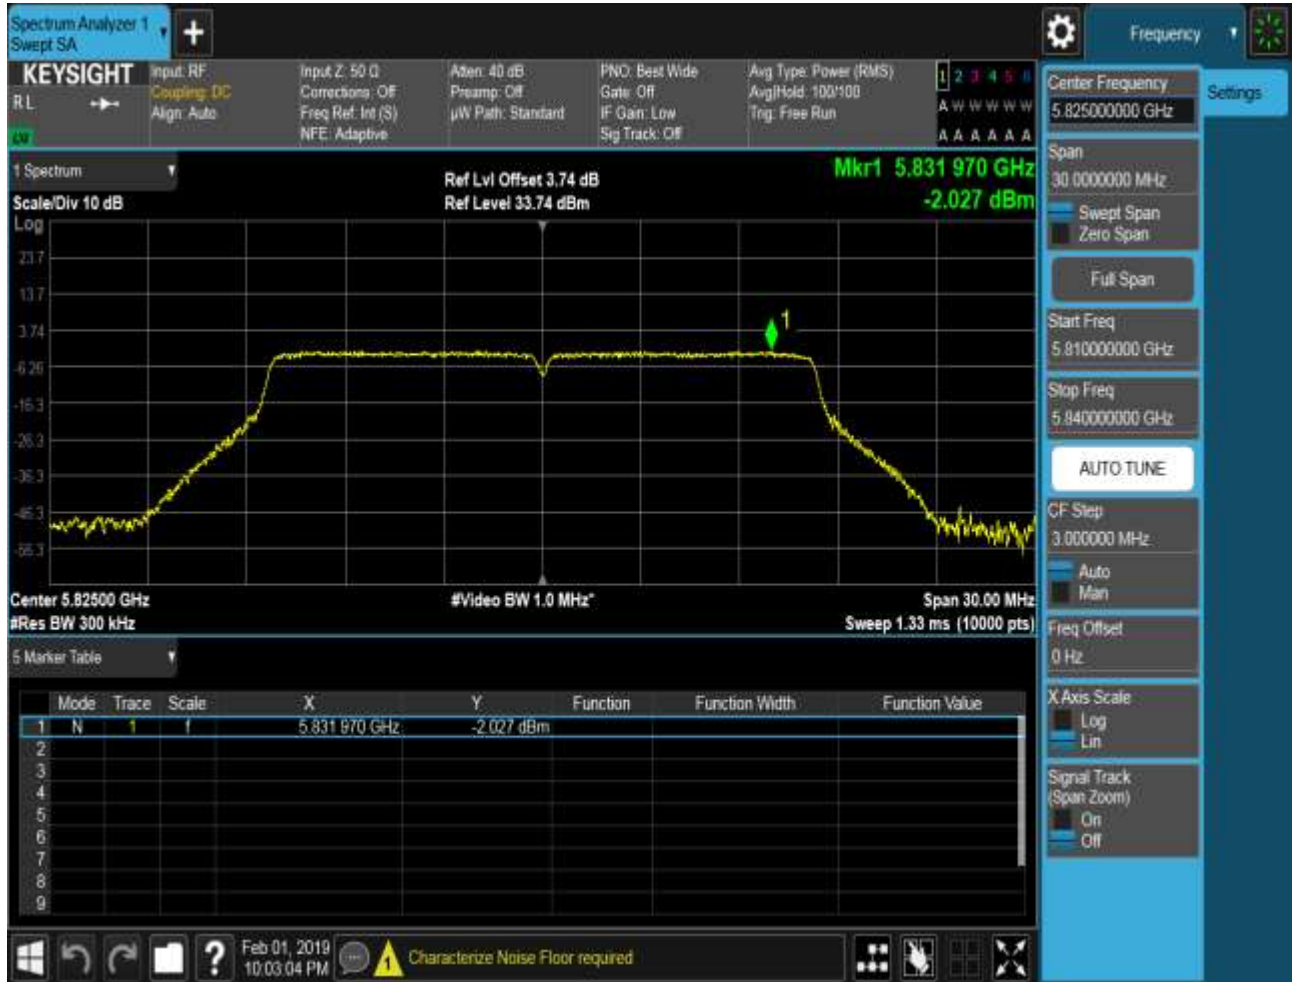 Spectrum Analyzer 1
Swept SA
+
Frequency
KEYSIGHT
R L
Input: RF
Coupling: DC
Align: Auto
Input Z: 50 Ω
Corrections: Off
Freq Ref: Int (S)
NFE: Adaptive
Atten: 40 dB
Preamp: Off
µW Path: Standard
PNO: Best Wide
Gate: Off
IF Gain: Low
Sig Track: Off
Avg Type: Power (RMS)
Avg|Hold: 100/100
Trig: Free Run
1 2 3 4 5 6
A W W W W W
A A A A A A
1 Spectrum
Scale/Div 10 dB
Ref Lvl Offset 3.74 dB
Ref Level 33.74 dBm
Mkr1 5.831 970 GHz
-2.027 dBm
Log
23.7
13.7
3.74
-6.26
-16.3
-26.3
-36.3
-46.3
-56.3
1
Center 5.82500 GHz
#Res BW 300 kHz
#Video BW 1.0 MHz*
Span 30.00 MHz
Sweep 1.33 ms (10000 pts)
5 Marker Table
Mode Trace Scale X Y Function Function Width Function Value
1 N 1 f 5.831 970 GHz -2.027 dBm
2
3
4
5
6
7
8
9
Center Frequency
5.825000000 GHz
Settings
Span
30.0000000 MHz
Swept Span
Zero Span
Full Span
Start Freq
5.810000000 GHz
Stop Freq
5.840000000 GHz
AUTO TUNE
CF Step
3.000000 MHz
Auto
Man
Freq Offset
0 Hz
X Axis Scale
Log
Lin
Signal Track
(Span Zoom)
On
Off
?
Feb 01, 2019
10:03:04 PM
1
Characterize Noise Floor required